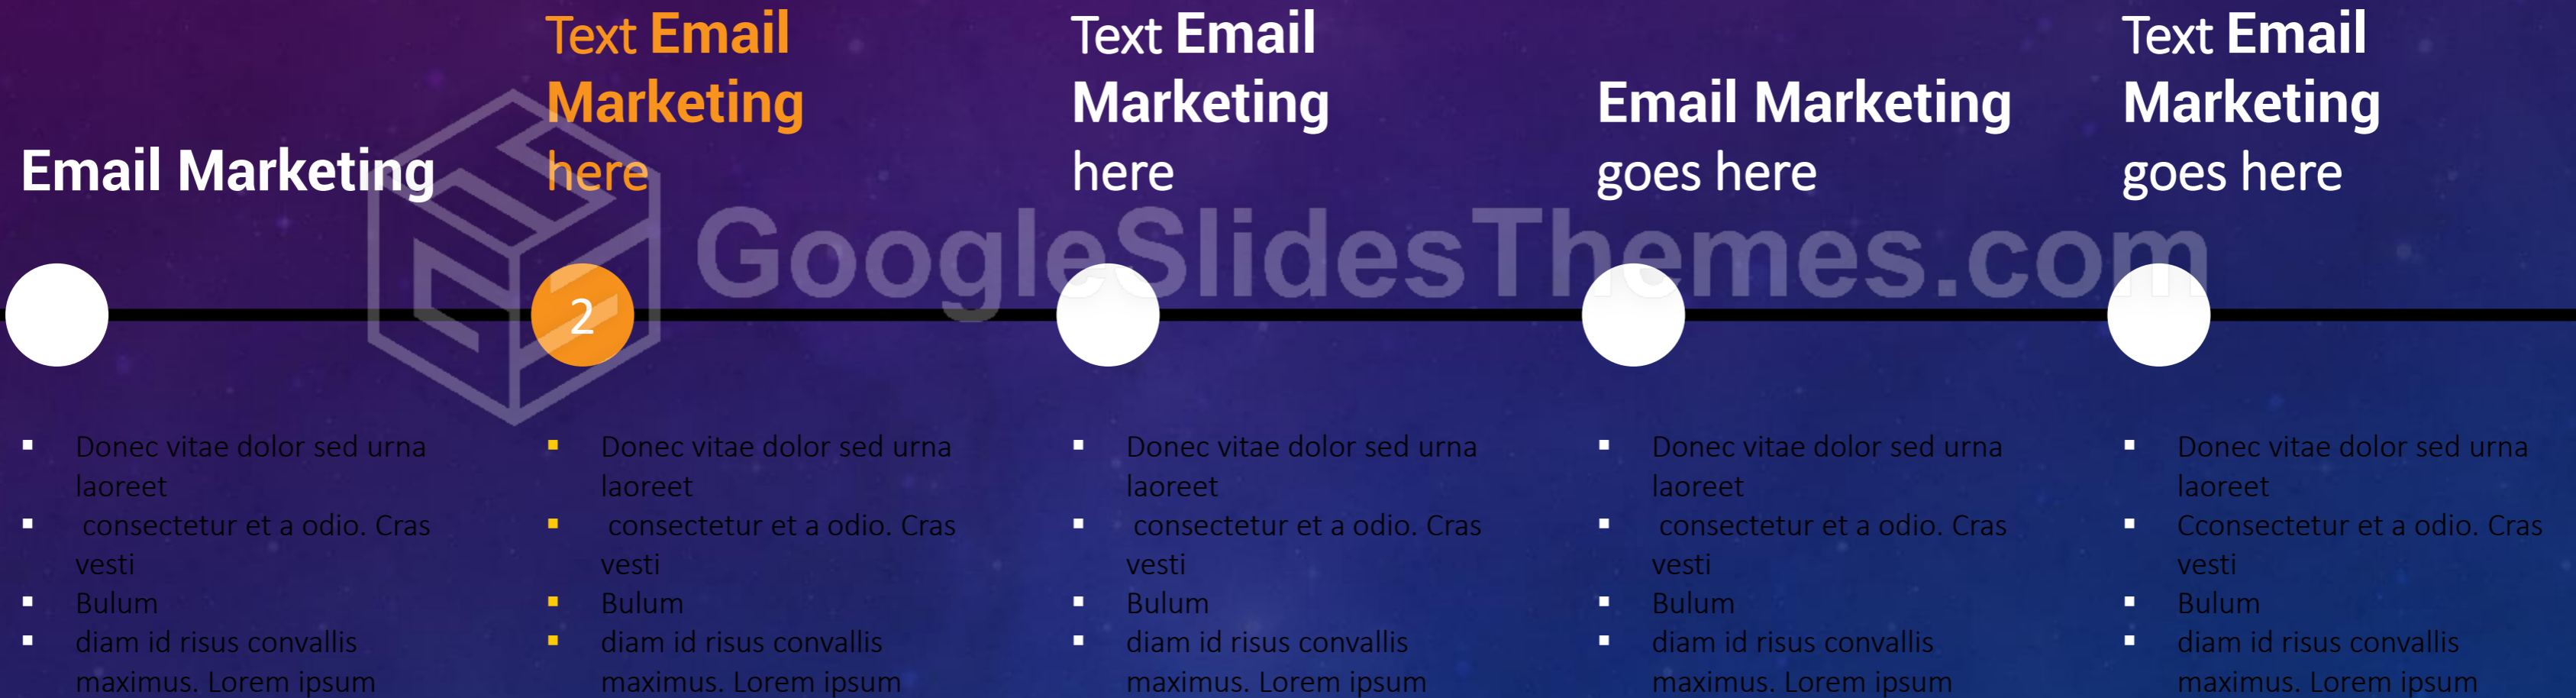 Email Marketing
Text Email
Marketing
here
Text Email
Marketing
here
Email Marketing
goes here
Text Email
Marketing
goes here
GoogleSlidesThemes.com
2
Donec vitae dolor sed urna
laoreet
consectetur et a odio. Cras
vesti
Bulum
diam id risus convallis
maximus. Lorem ipsum
Donec vitae dolor sed urna
laoreet
consectetur et a odio. Cras
vesti
Bulum
diam id risus convallis
maximus. Lorem ipsum
Donec vitae dolor sed urna
laoreet
consectetur et a odio. Cras
vesti
Bulum
diam id risus convallis
maximus. Lorem ipsum
Donec vitae dolor sed urna
laoreet
consectetur et a odio. Cras
vesti
Bulum
diam id risus convallis
maximus. Lorem ipsum
Donec vitae dolor sed urna
laoreet
Cconsectetur et a odio. Cras
vesti
Bulum
diam id risus convallis
maximus. Lorem ipsum